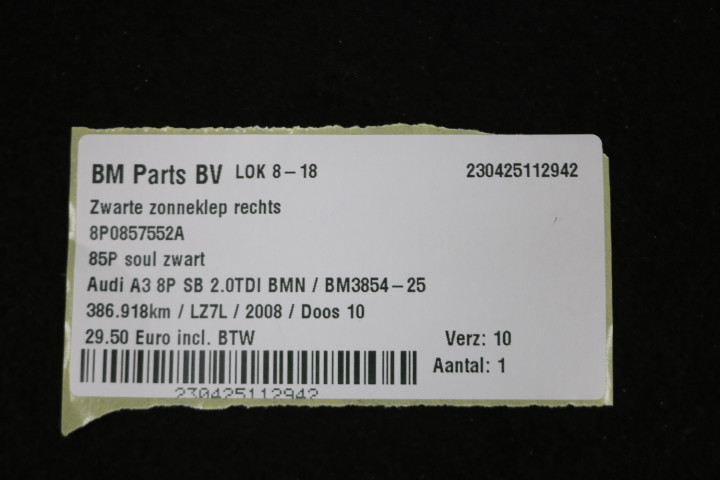 BM Parts BV LOK 8-18 230425112942
Zwarte zonneklep rechts
8P0857552A
85P soul zwart
Audi A3 8P SB 2.0TDI BMN / BM3854-25
386.918km / LZ7L / 2008 / Doos 10
29.50 Euro incl. BTW Verz: 10
Aantal: 1
230425112942